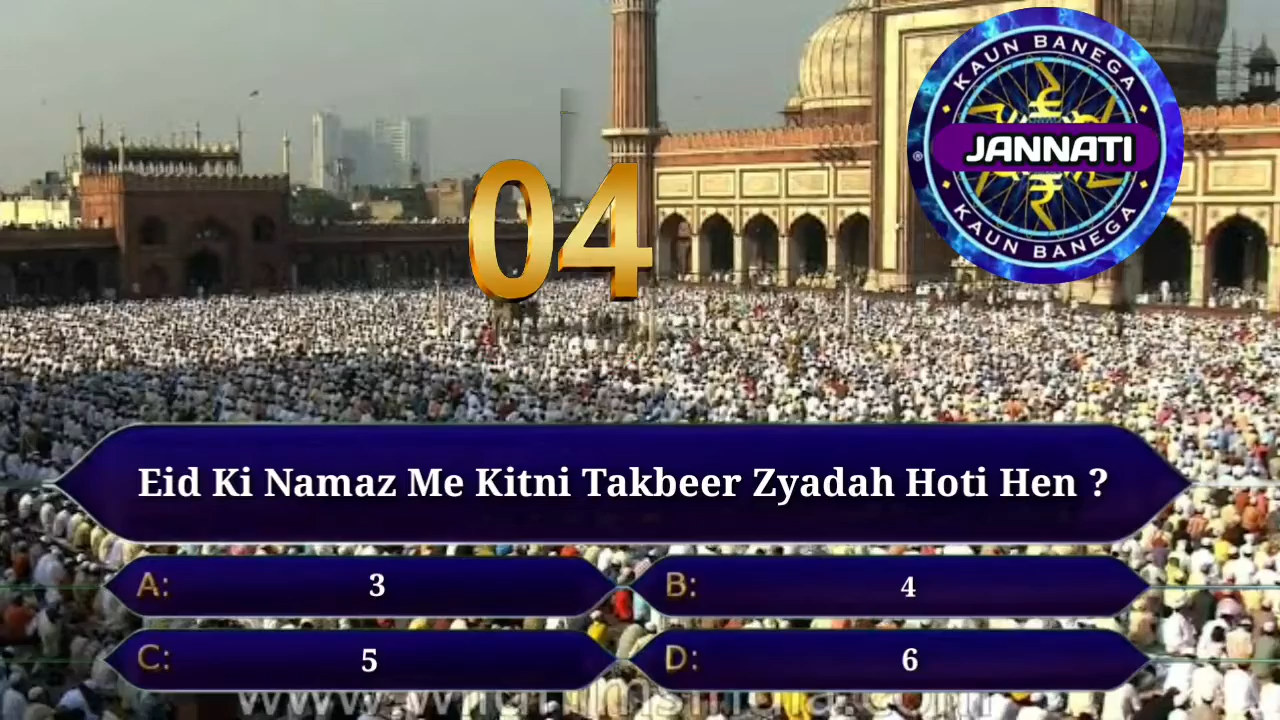 KAUN BANEGA
JANNATI
®
KAUN BANEGA
04
Eid Ki Namaz Me Kitni Takbeer Zyadah Hoti Hen ?
A: 3
B: 4
C: 5
D: 6